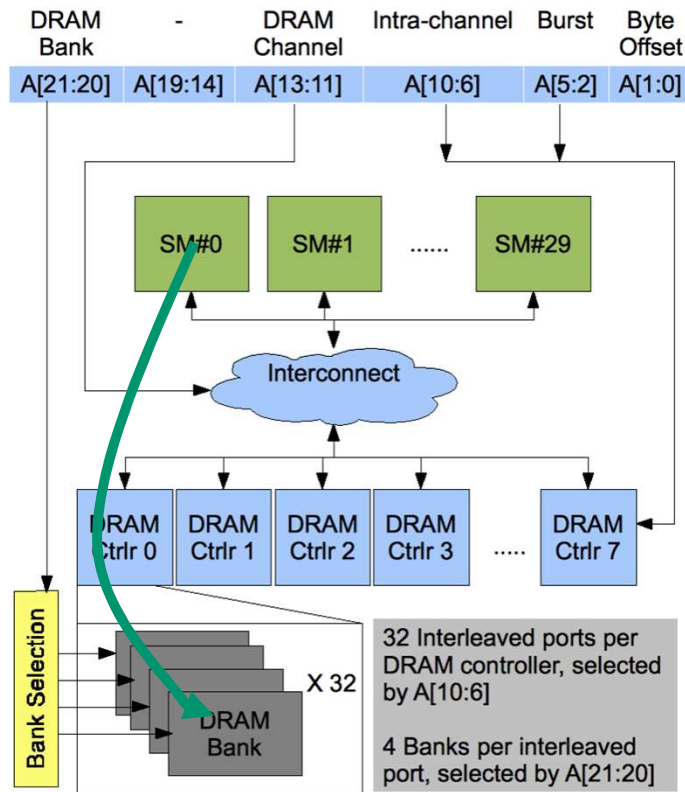 DRAM Bank
-
DRAM Channel
Intra-channel
Burst
Byte Offset
A[21:20]
A[19:14]
A[13:11]
A[10:6]
A[5:2]
A[1:0]
SM#0
SM#1
......
SM#29
Interconnect
DRAM
Ctrlr 0
DRAM
Ctrlr 1
DRAM
Ctrlr 2
DRAM
Ctrlr 3
.....
DRAM
Ctrlr 7
Bank Selection
X 32
DRAM
Bank
32 Interleaved ports per
DRAM controller, selected
by A[10:6]
4 Banks per interleaved
port, selected by A[21:20]